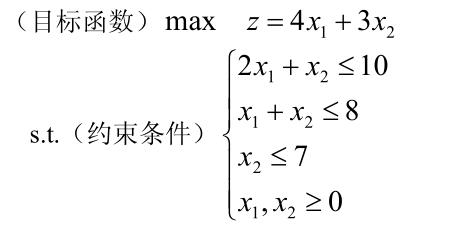 （目标函数）max z = 4x₁ + 3x₂
2x₁ + x₂ ≤ 10
x₁ + x₂ ≤ 8
s.t.（约束条件）
x₂ ≤ 7
x₁, x₂ ≥ 0